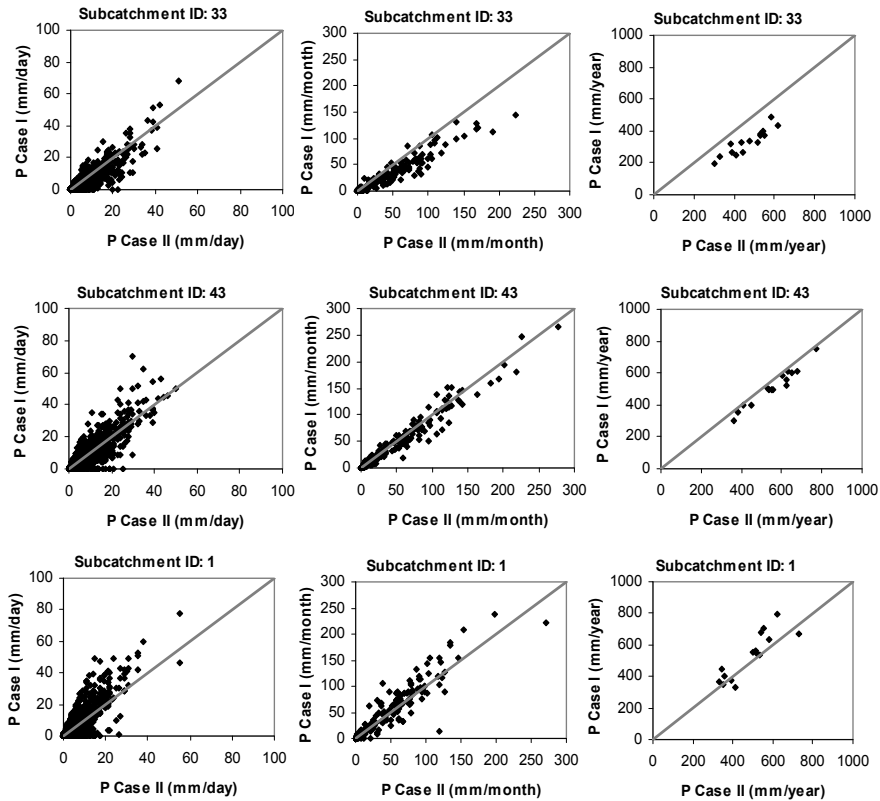 Subcatchment ID: 33
P Case I (mm/day)
100
80
60
40
20
0
0 20 40 60 80 100
P Case II (mm/day)
Subcatchment ID: 33
P Case I (mm/month)
300
250
200
150
100
50
0
0 50 100 150 200 250 300
P Case II (mm/month)
Subcatchment ID: 33
P Case I (mm/year)
1000
800
600
400
200
0
0 200 400 600 800 1000
P Case II (mm/year)
Subcatchment ID: 43
P Case I (mm/day)
100
80
60
40
20
0
0 20 40 60 80 100
P Case II (mm/day)
Subcatchment ID: 43
P Case I (mm/month)
300
250
200
150
100
50
0
0 50 100 150 200 250 300
P Case II (mm/month)
Subcatchment ID: 43
P Case I (mm/year)
1000
800
600
400
200
0
0 200 400 600 800 1000
P Case II (mm/year)
Subcatchment ID: 1
P Case I (mm/day)
100
80
60
40
20
0
0 20 40 60 80 100
P Case II (mm/day)
Subcatchment ID: 1
P Case I (mm/month)
300
250
200
150
100
50
0
0 50 100 150 200 250 300
P Case II (mm/month)
Subcatchment ID: 1
P Case I (mm/year)
1000
800
600
400
200
0
0 200 400 600 800 1000
P Case II (mm/year)